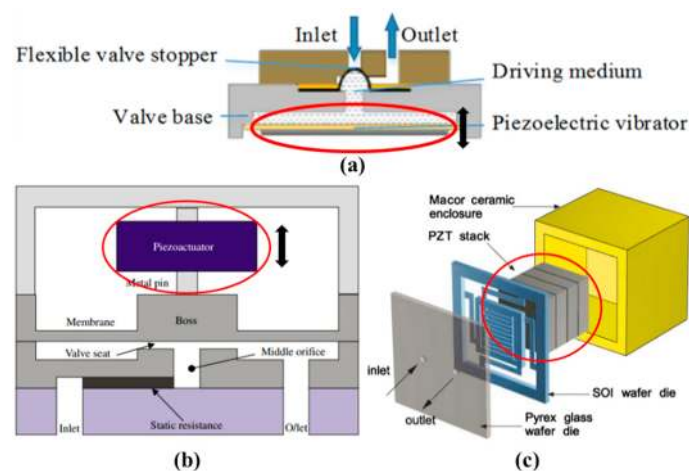 Inlet Outlet
Flexible valve stopper
Driving medium
Valve base
Piezoelectric vibrator
(a)
Piezoactuator
Metal pin
Membrane
Boss
Valve seat
Middle orifice
Inlet
Static resistance
O/let
(b)
Macor ceramic
enclosure
PZT stack
inlet
outlet
SOI wafer die
Pyrex glass
wafer die
(c)